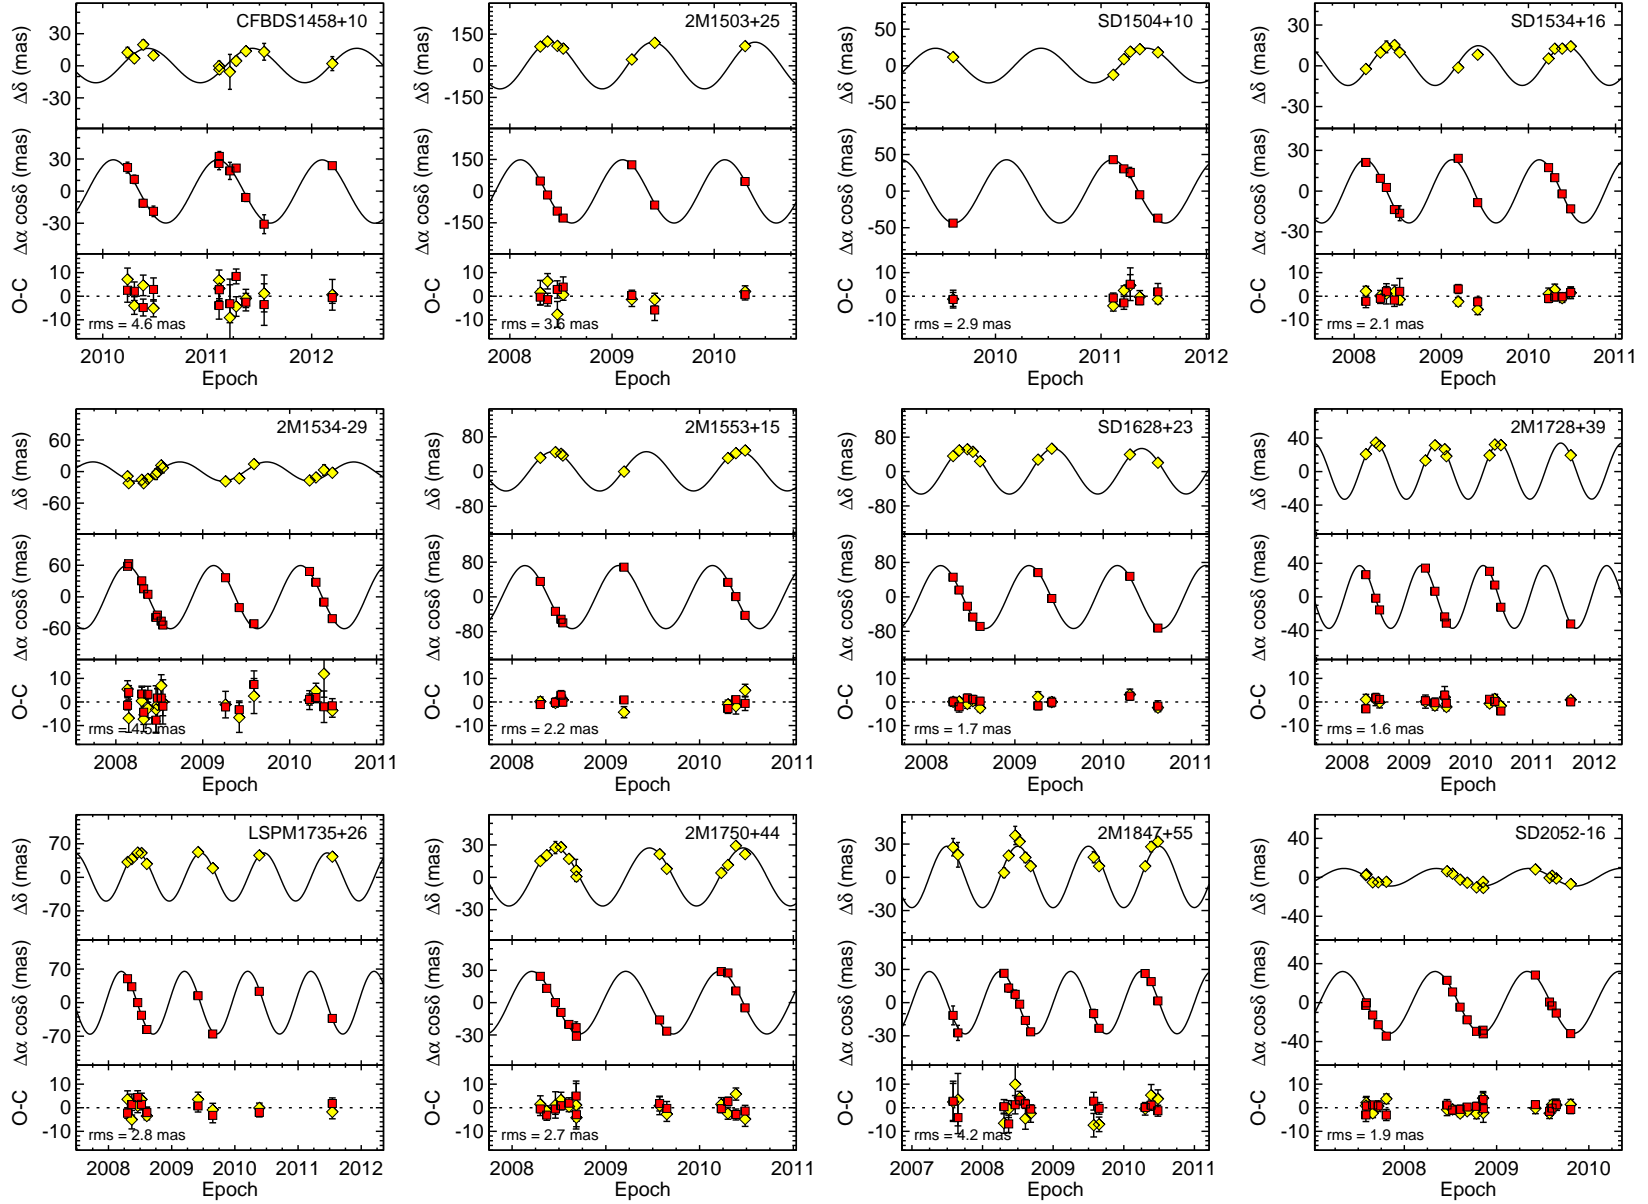 CFBDS1458+10
Δδ (mas)
30
0
-30
Δα cosδ (mas)
30
0
-30
O-C
10
0
-10
rms = 4.6 mas
2010 2011 2012
Epoch
2M1503+25
Δδ (mas)
150
0
-150
Δα cosδ (mas)
150
0
-150
O-C
10
0
-10
rms = 3.6 mas
2008 2009 2010
Epoch
SD1504+10
Δδ (mas)
50
0
-50
Δα cosδ (mas)
50
0
-50
O-C
10
0
-10
rms = 2.9 mas
2010 2011 2012
Epoch
SD1534+16
Δδ (mas)
30
0
-30
Δα cosδ (mas)
30
0
-30
O-C
10
0
-10
rms = 2.1 mas
2008 2009 2010 2011
Epoch
2M1534-29
Δδ (mas)
60
0
-60
Δα cosδ (mas)
60
0
-60
O-C
10
0
-10
rms = 4.5 mas
2008 2009 2010 2011
Epoch
2M1553+15
Δδ (mas)
80
0
-80
Δα cosδ (mas)
80
0
-80
O-C
10
0
-10
rms = 2.2 mas
2008 2009 2010 2011
Epoch
SD1628+23
Δδ (mas)
80
0
-80
Δα cosδ (mas)
80
0
-80
O-C
10
0
-10
rms = 1.7 mas
2008 2009 2010 2011
Epoch
2M1728+39
Δδ (mas)
40
0
-40
Δα cosδ (mas)
40
0
-40
O-C
10
0
-10
rms = 1.6 mas
2008 2009 2010 2011 2012
Epoch
LSPM1735+26
Δδ (mas)
70
0
-70
Δα cosδ (mas)
70
0
-70
O-C
10
0
-10
rms = 2.8 mas
2008 2009 2010 2011 2012
Epoch
2M1750+44
Δδ (mas)
30
0
-30
Δα cosδ (mas)
30
0
-30
O-C
10
0
-10
rms = 2.7 mas
2008 2009 2010 2011
Epoch
2M1847+55
Δδ (mas)
30
0
-30
Δα cosδ (mas)
30
0
-30
O-C
10
0
-10
rms = 4.2 mas
2007 2008 2009 2010 2011
Epoch
SD2052-16
Δδ (mas)
40
0
-40
Δα cosδ (mas)
40
0
-40
O-C
10
0
-10
rms = 1.9 mas
2008 2009 2010
Epoch